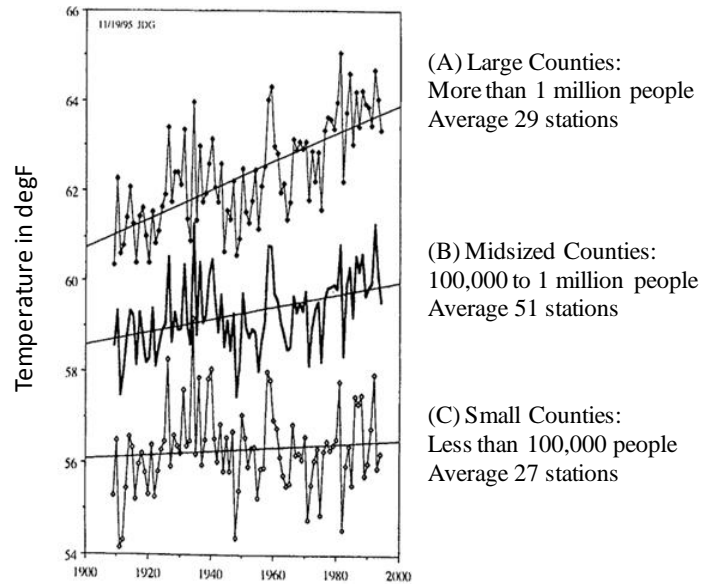 66
11/19/95 JDG
64
62
60
58
56
54
1900
1920
1940
1960
1980
2000
Temperature in degF
(A) Large Counties:
More than 1 million people
Average 29 stations
(B) Midsized Counties:
100,000 to 1 million people
Average 51 stations
(C) Small Counties:
Less than 100,000 people
Average 27 stations